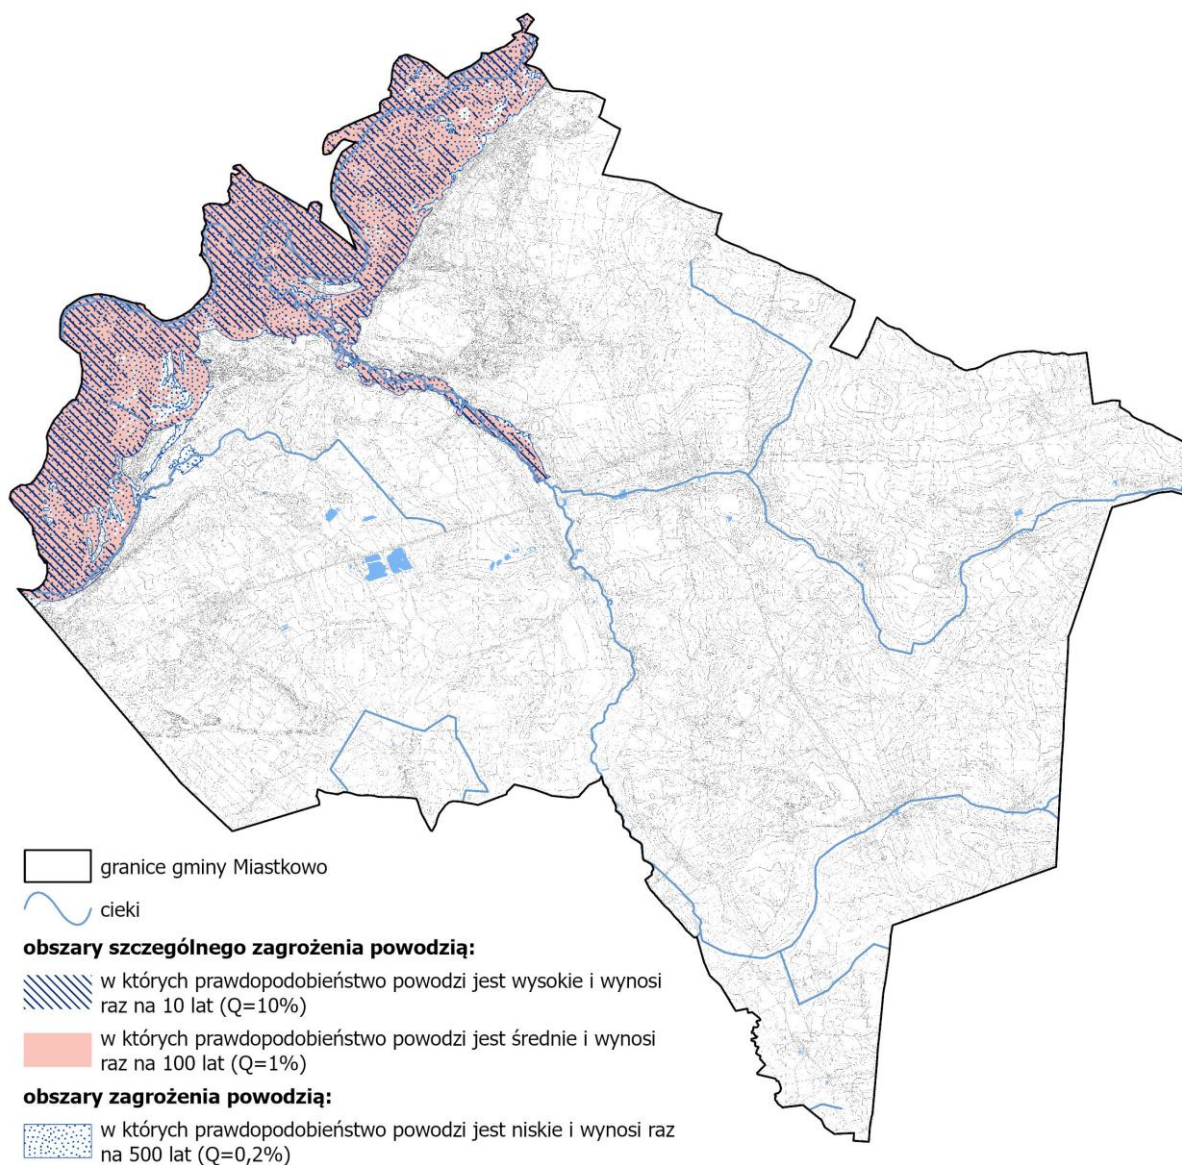 granice gminy Miastkowo
cieki
obszary szczególnego zagrożenia powodzią:
w których prawdopodobieństwo powodzi jest wysokie i wynosi
raz na 10 lat (Q=10%)
w których prawdopodobieństwo powodzi jest średnie i wynosi
raz na 100 lat (Q=1%)
obszary zagrożenia powodzią:
w których prawdopodobieństwo powodzi jest niskie i wynosi raz
na 500 lat (Q=0,2%)